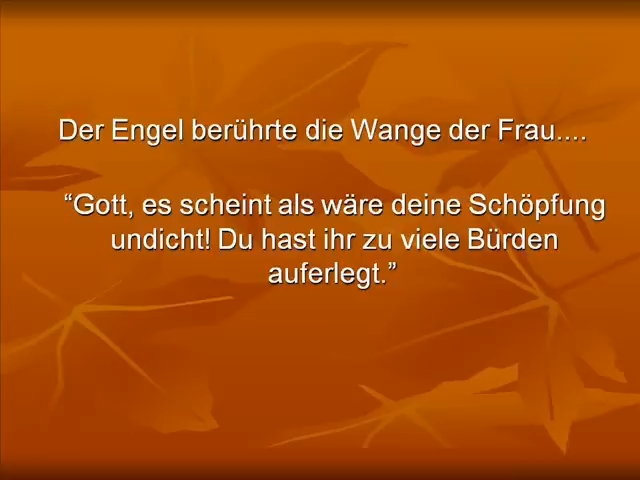 Der Engel berührte die Wange der Frau....
“Gott, es scheint als wäre deine Schöpfung
undicht! Du hast ihr zu viele Bürden
auferlegt.”